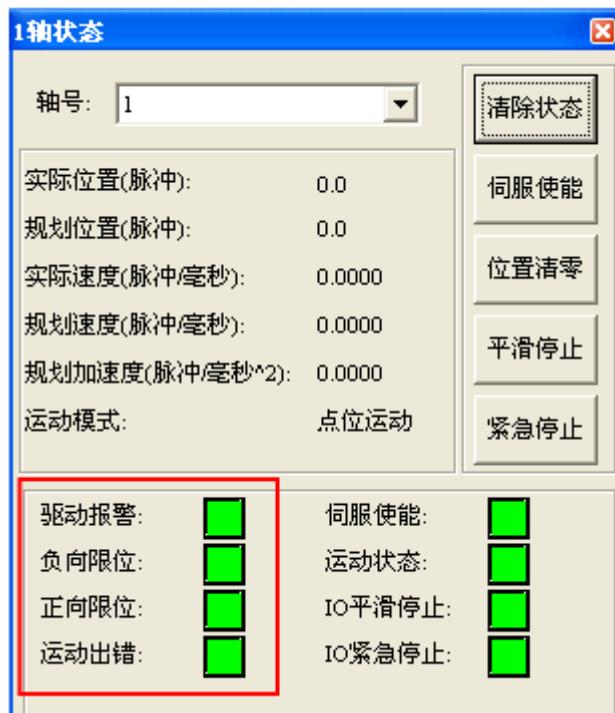 1轴状态
轴号: 1
清除状态
伺服使能
位置清零
平滑停止
紧急停止
实际位置(脉冲): 0.0
规划位置(脉冲): 0.0
实际速度(脉冲/毫秒): 0.0000
规划速度(脉冲/毫秒): 0.0000
规划加速度(脉冲/毫秒^2): 0.0000
运动模式: 点位运动
驱动报警: 伺服使能:
负向限位: 运动状态:
正向限位: IO平滑停止:
运动出错: IO紧急停止: